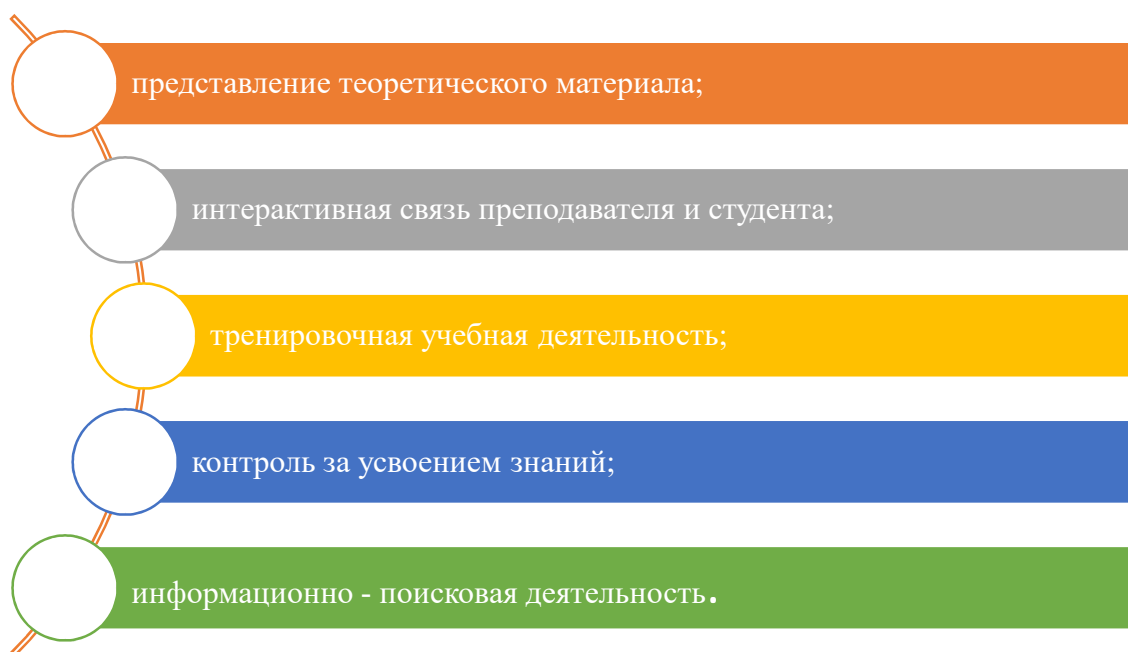 представление теоретического материала;
интерактивная связь преподавателя и студента;
тренировочная учебная деятельность;
контроль за усвоением знаний;
информационно - поисковая деятельность.